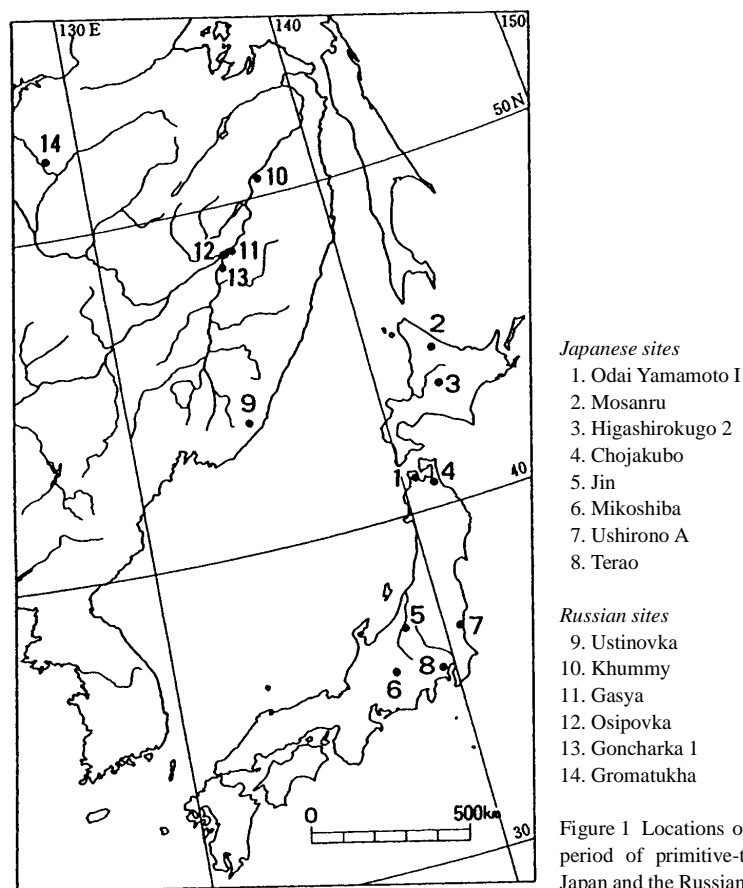 130 E
140
150
50 N
14
10
12
11
13
2
3
9
1
4
40
5
7
8
6
0
500km
30
Japanese sites
1. Odai Yamamoto I
2. Mosanru
3. Higashirokugo 2
4. Chojakubo
5. Jin
6. Mikoshiba
7. Ushirono A
8. Terao
Russian sites
9. Ustinovka
10. Khummy
11. Gasya
12. Osipovka
13. Goncharka 1
14. Gromatukha
Figure 1 Locations o
period of primitive-t
Japan and the Russian